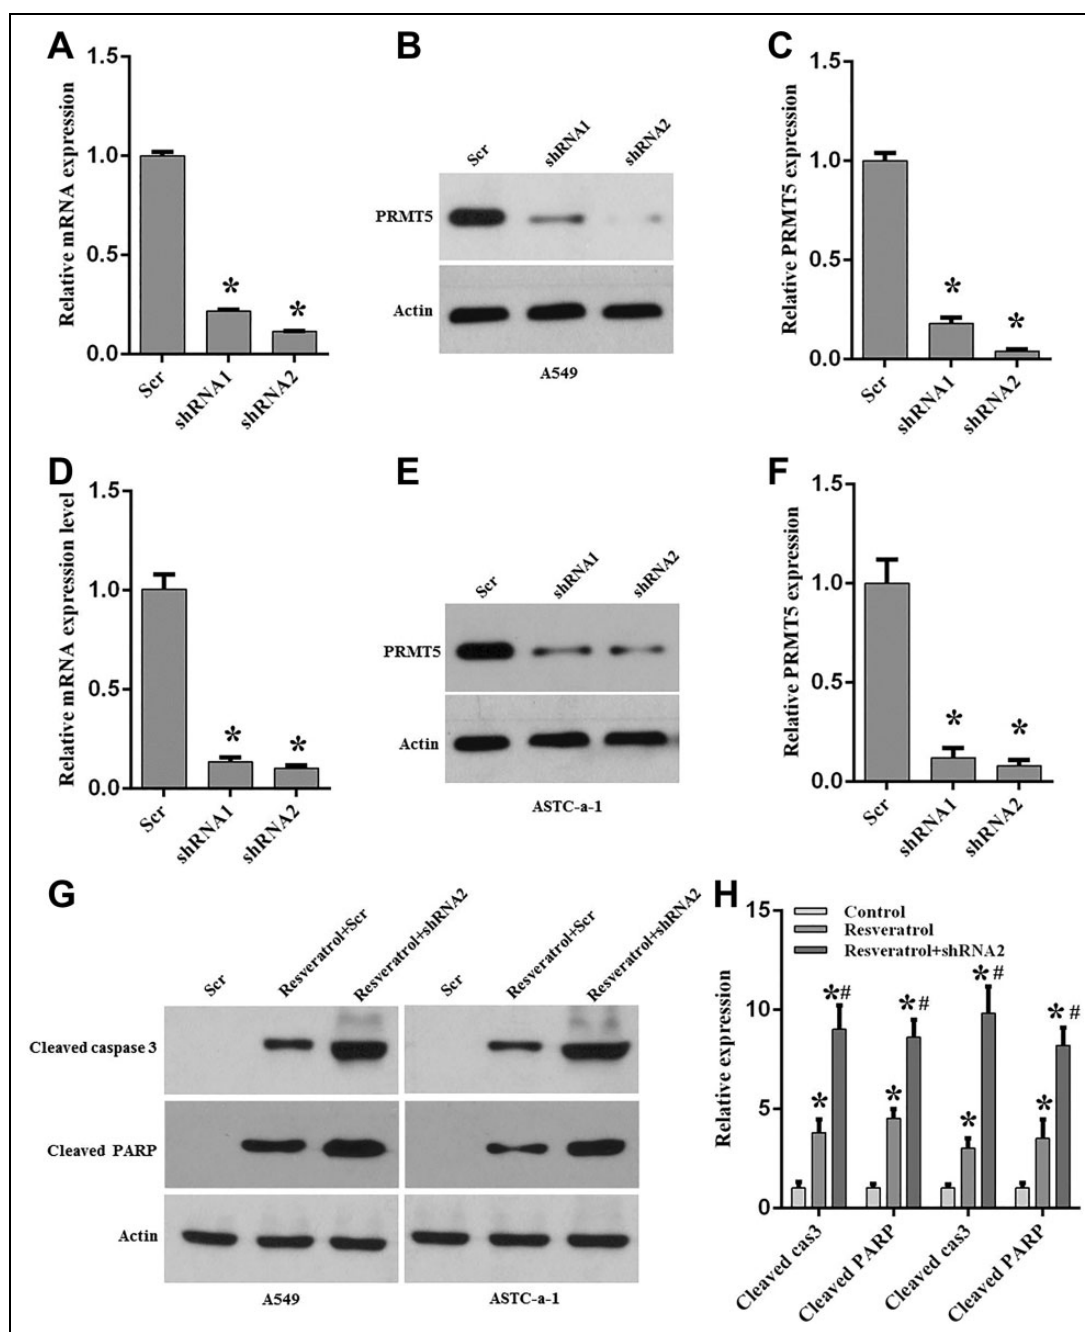 A
Relative mRNA expression
1.5
1.0
0.5
0.0
*
*
Scr
shRNA1
shRNA2
B
Scr
shRNA1
shRNA2
PRMT5
Actin
A549
C
Relative PRMT5 expression
1.5
1.0
0.5
0.0
*
*
Scr
shRNA1
shRNA2
D
Relative mRNA expression level
1.5
1.0
0.5
0.0
*
*
Scr
shRNA1
shRNA2
E
Scr
shRNA1
shRNA2
PRMT5
Actin
ASTC-a-1
F
Relative PRMT5 expression
1.5
1.0
0.5
0.0
*
*
Scr
shRNA1
shRNA2
G
Scr
Resveratrol+Scr
Resveratrol+shRNA2
Scr
Resveratrol+Scr
Resveratrol+shRNA2
Cleaved caspase 3
Cleaved PARP
Actin
A549
ASTC-a-1
H
Relative expression
15
10
5
0
Control
Resveratrol
Resveratrol+shRNA2
*
*#
*
*#
*
*#
*
*#
Cleaved cas3
Cleaved PARP
Cleaved cas3
Cleaved PARP